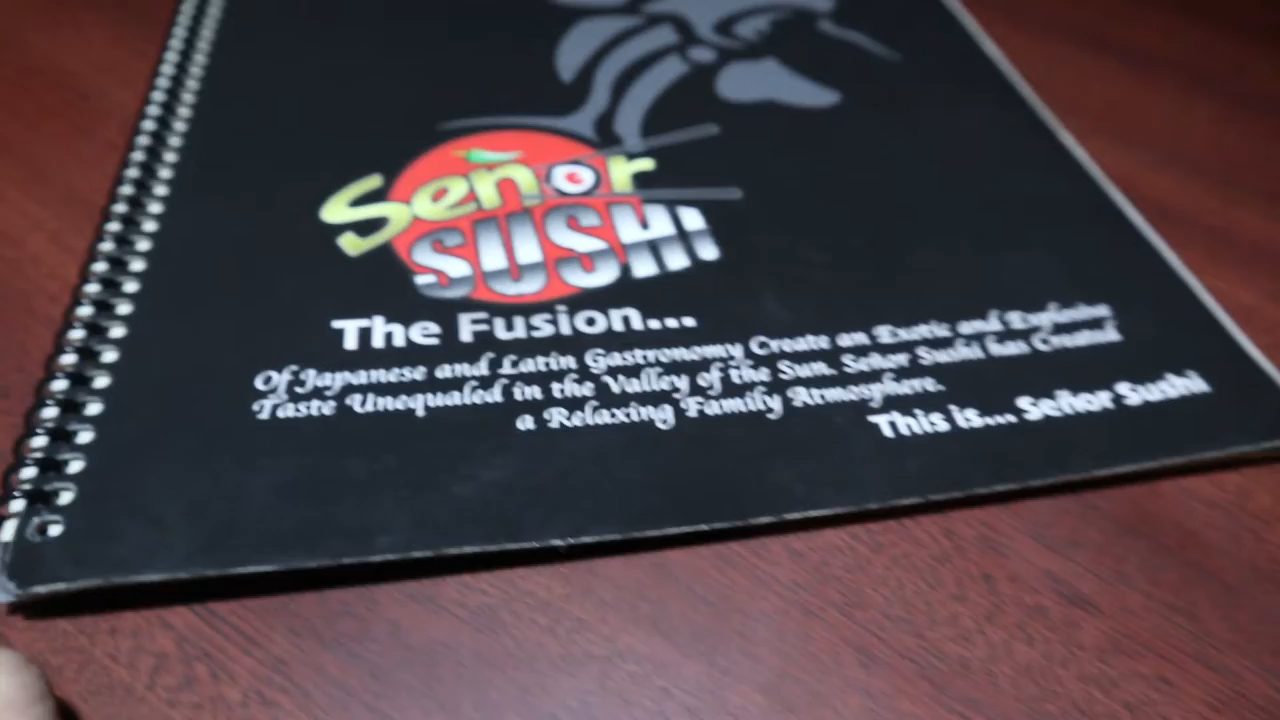 Señor
SUSHI
The Fusion...
Of Japanese and Latin Gastronomy Create an Exotic and Explosive
Taste Unequaled in the Valley of the Sun. Señor Sushi has Created
a Relaxing Family Atmosphere.
This is... Señor Sushi